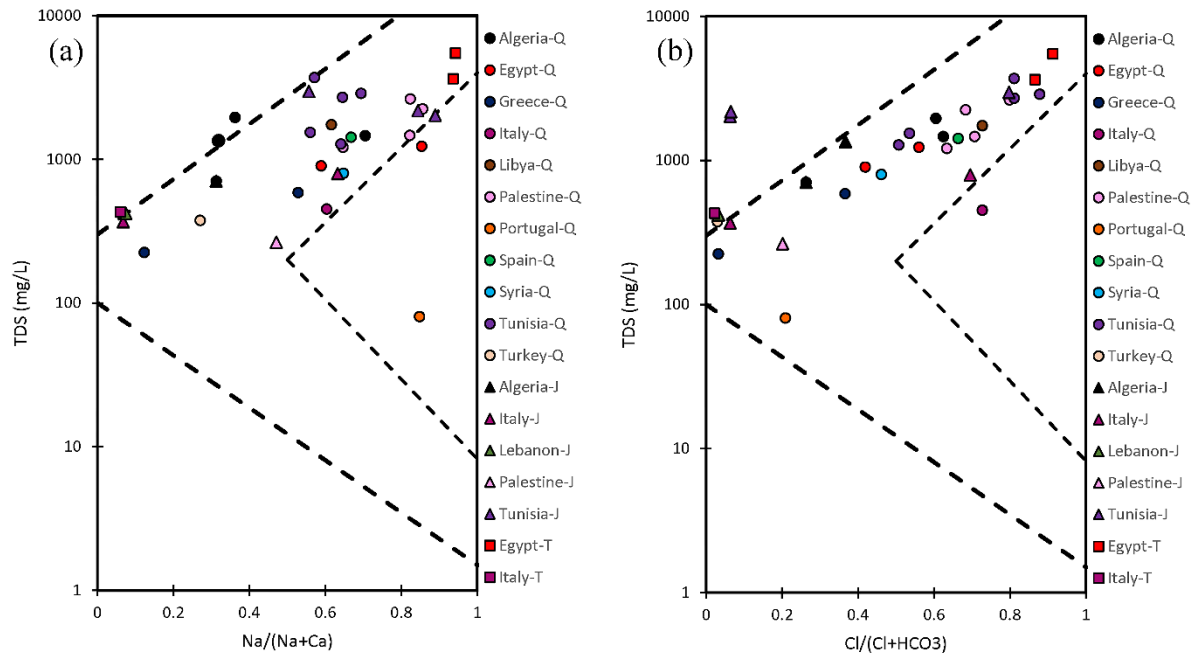 (a)
TDS (mg/L)
10000
1000
100
10
1
0 0.2 0.4 0.6 0.8 1
Na/(Na+Ca)
Algeria-Q
Egypt-Q
Greece-Q
Italy-Q
Libya-Q
Palestine-Q
Portugal-Q
Spain-Q
Syria-Q
Tunisia-Q
Turkey-Q
Algeria-J
Italy-J
Lebanon-J
Palestine-J
Tunisia-J
Egypt-T
Italy-T
(b)
TDS (mg/L)
10000
1000
100
10
1
0 0.2 0.4 0.6 0.8 1
Cl/(Cl+HCO3)
Algeria-Q
Egypt-Q
Greece-Q
Italy-Q
Libya-Q
Palestine-Q
Portugal-Q
Spain-Q
Syria-Q
Tunisia-Q
Turkey-Q
Algeria-J
Italy-J
Lebanon-J
Palestine-J
Tunisia-J
Egypt-T
Italy-T